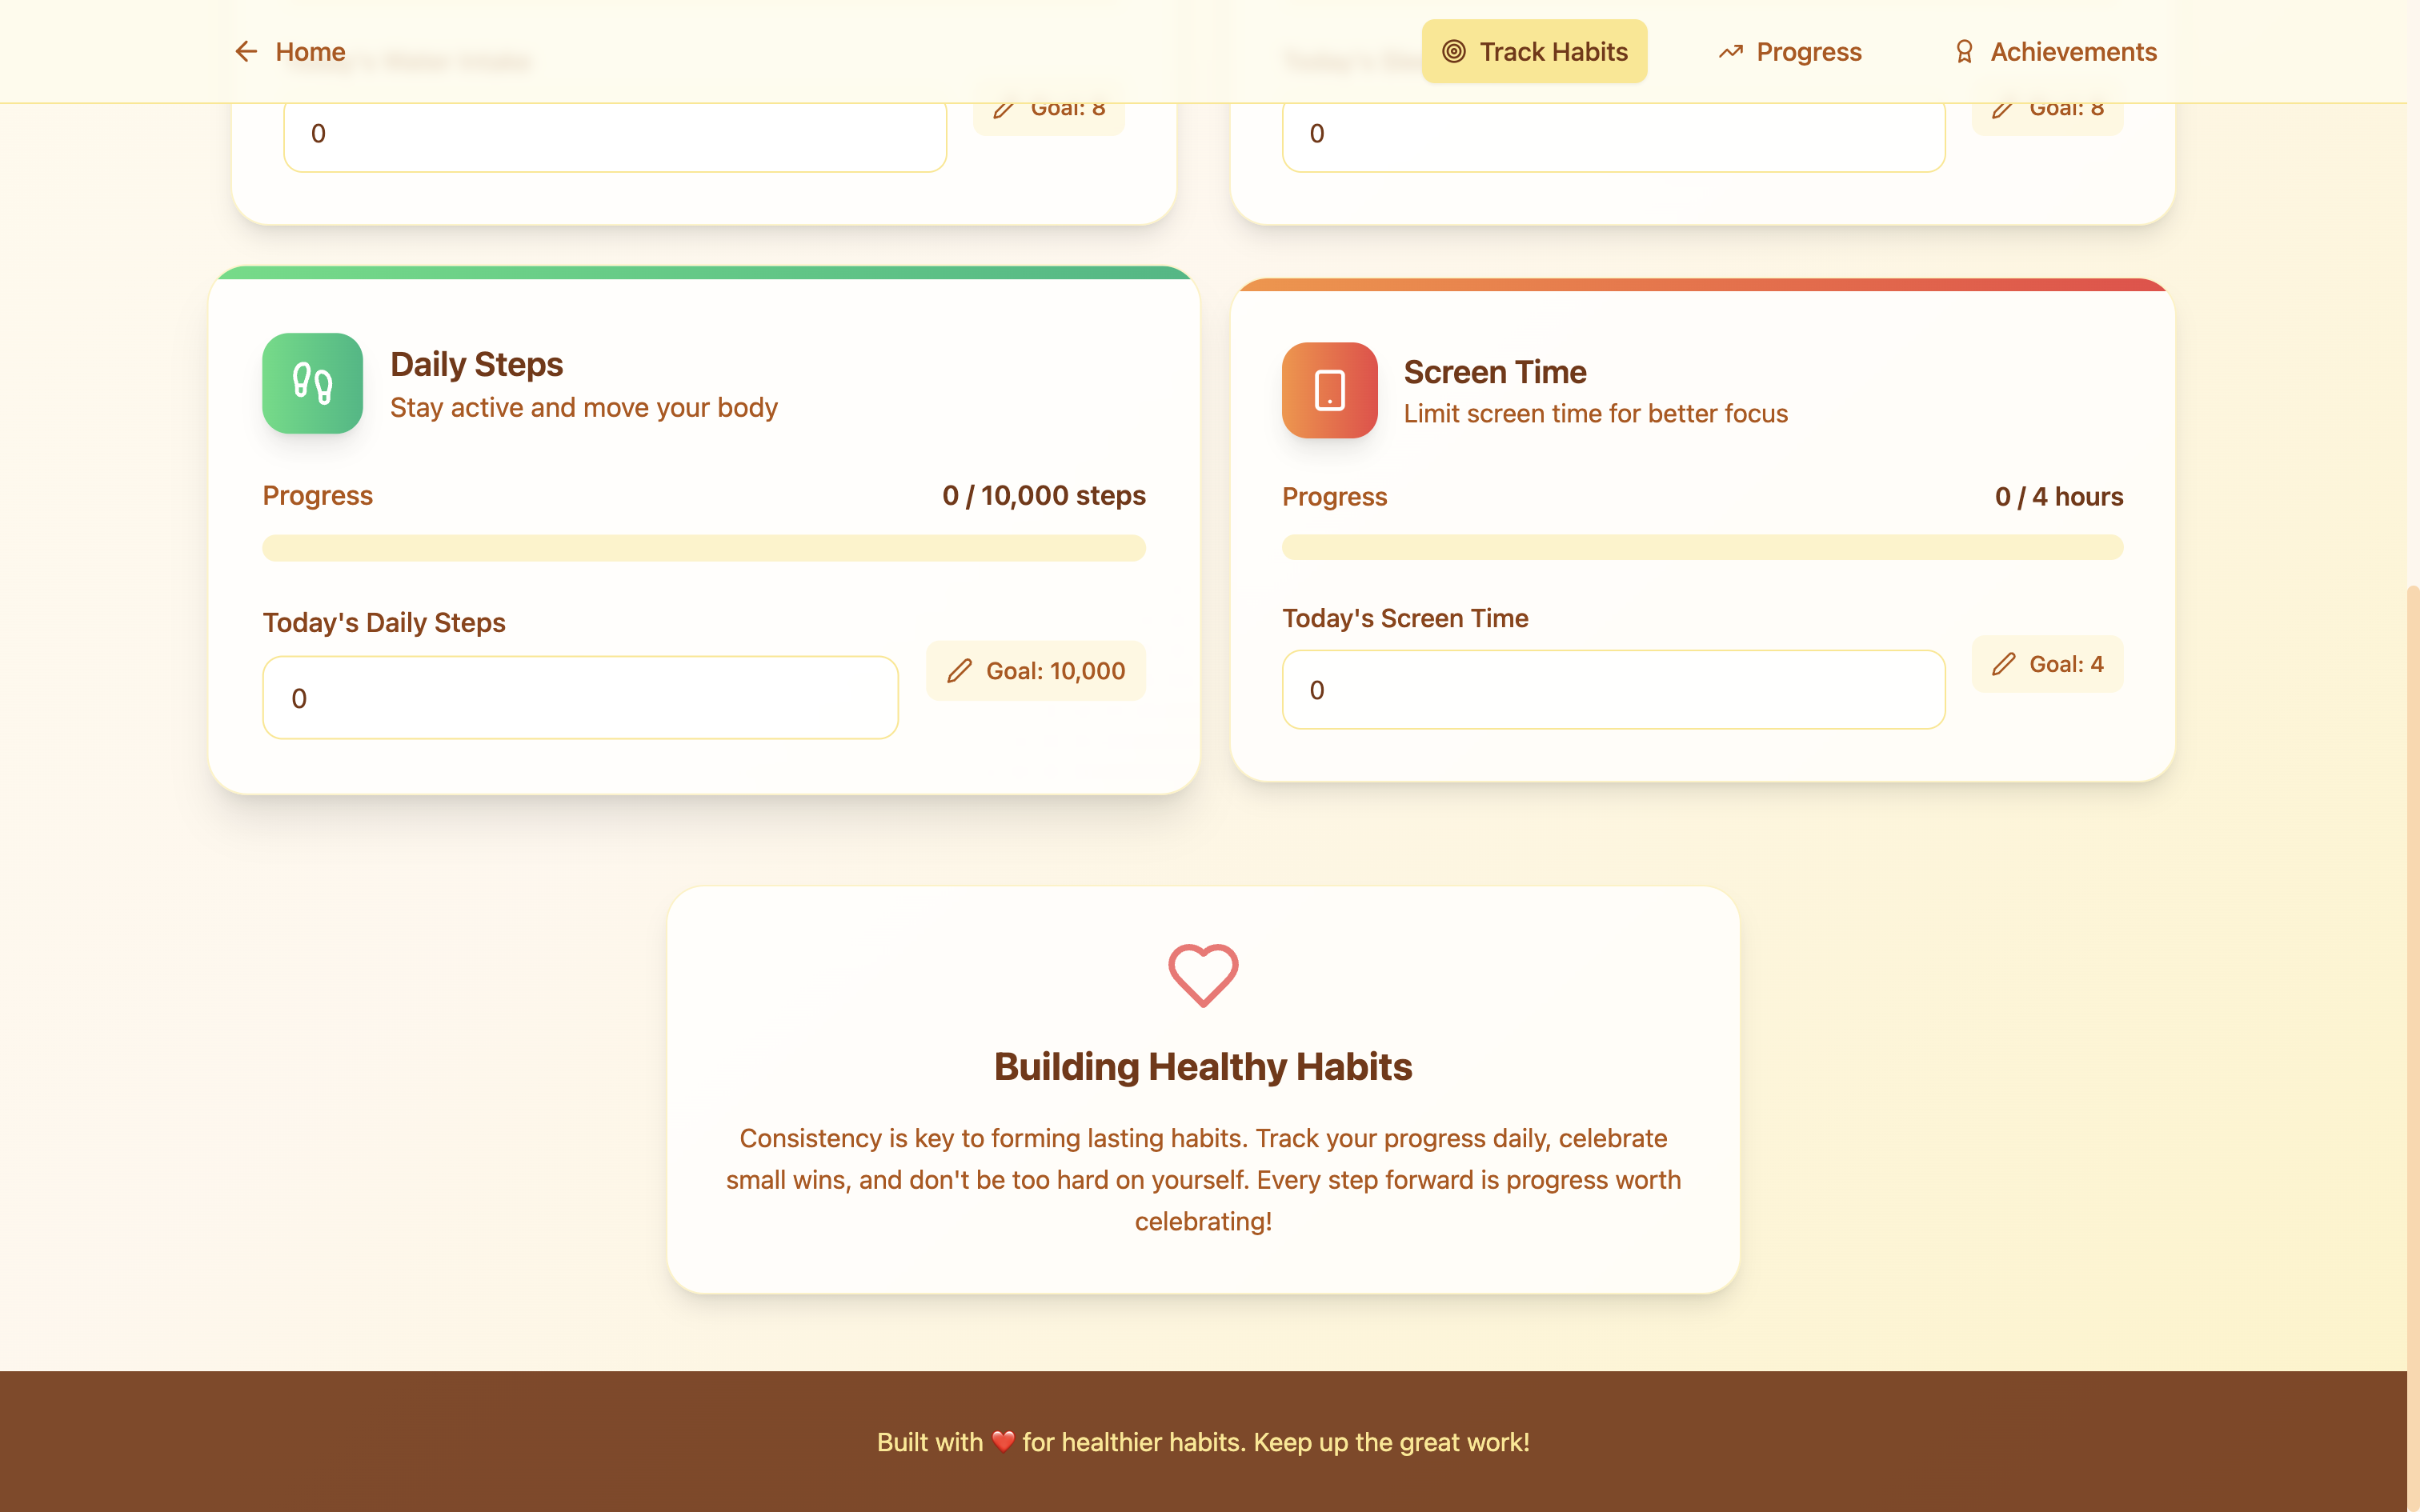 Home
Track Habits
Progress
Achievements
0
Goal: 8
0
Goal: 8
Daily Steps
Stay active and move your body
Progress
0 / 10,000 steps
Today's Daily Steps
0
Goal: 10,000
Screen Time
Limit screen time for better focus
Progress
0 / 4 hours
Today's Screen Time
0
Goal: 4
Building Healthy Habits
Consistency is key to forming lasting habits. Track your progress daily, celebrate
small wins, and don't be too hard on yourself. Every step forward is progress worth
celebrating!
Built with ❤️ for healthier habits. Keep up the great work!